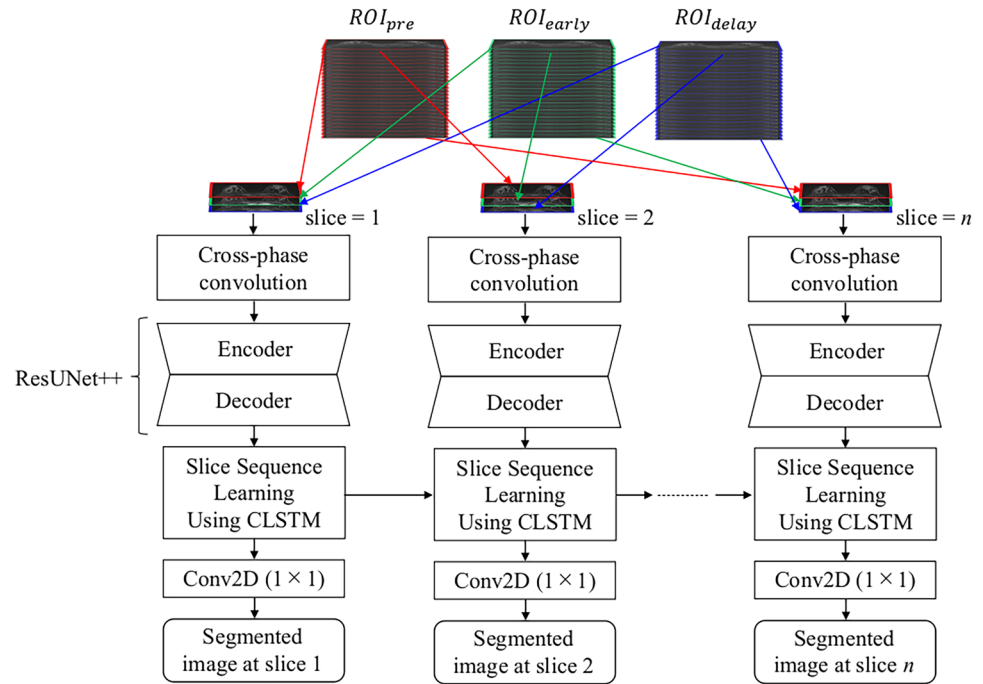 ROI_pre
ROI_early
ROI_delay
slice = 1
slice = 2
slice = n
Cross-phase
convolution
Cross-phase
convolution
Cross-phase
convolution
ResUNet++
Encoder
Decoder
Encoder
Decoder
Encoder
Decoder
Slice Sequence
Learning
Using CLSTM
Slice Sequence
Learning
Using CLSTM
Slice Sequence
Learning
Using CLSTM
Conv2D (1 × 1)
Conv2D (1 × 1)
Conv2D (1 × 1)
Segmented
image at slice 1
Segmented
image at slice 2
Segmented
image at slice n